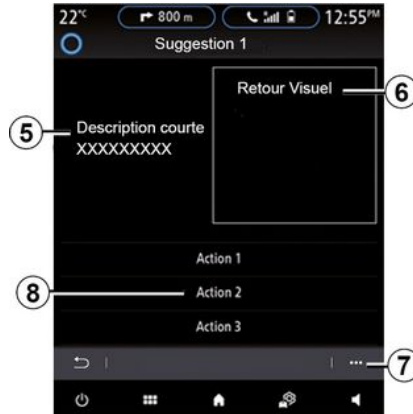 22°C 800 m 12:55PM
Suggestion 1
Retour Visuel
6
5
Description courte
XXXXXXXXX
Action 1
8
Action 2
Action 3
7